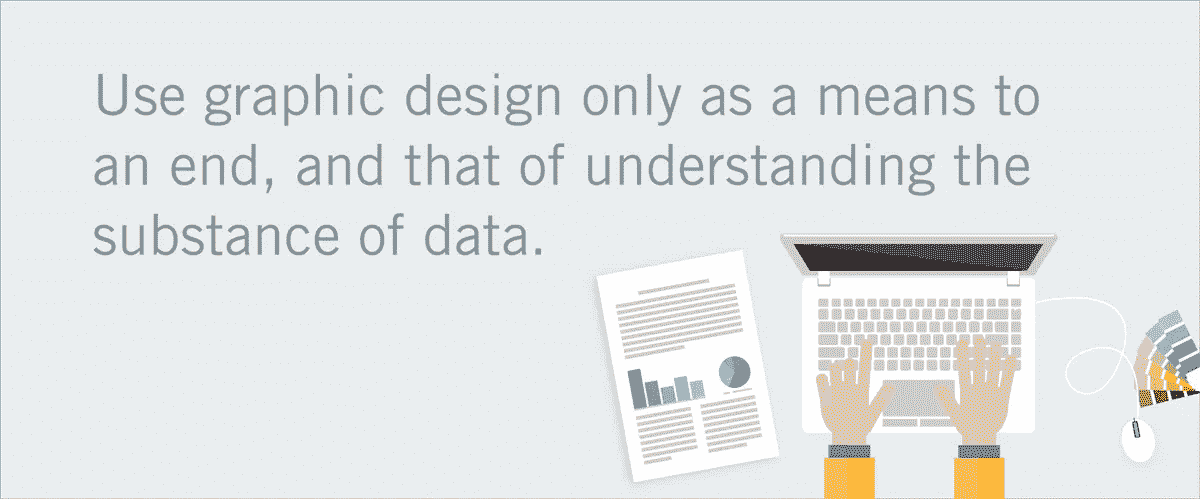 Use graphic design only as a means to
an end, and that of understanding the
substance of data.